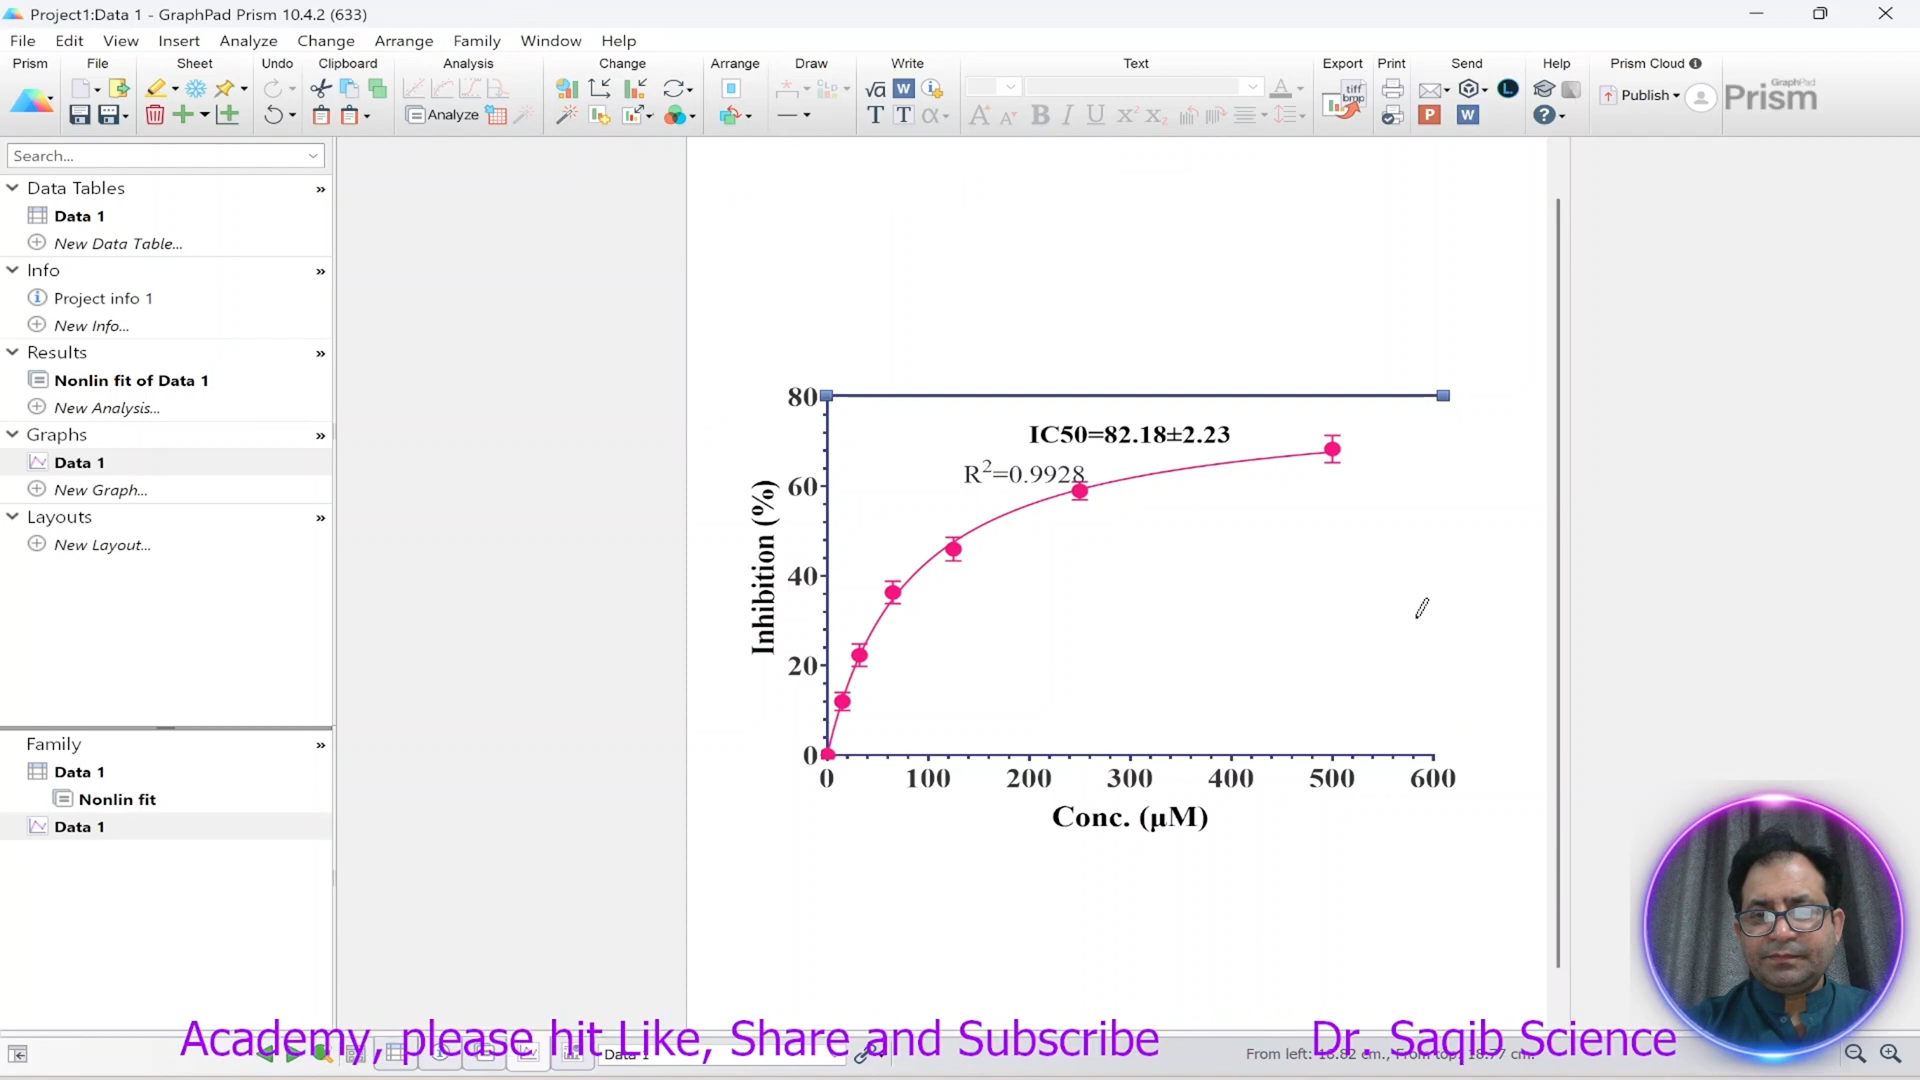 Project1:Data 1 - GraphPad Prism 10.4.2 (633)
File Edit View Insert Analyze Change Arrange Family Window Help
Prism File Sheet Undo Clipboard Analysis Change Arrange Draw Write Text Export Print Send Help Prism Cloud
tiff
bmp
Analyze
Publish
GraphPad
Prism
Search...
Data Tables
Data 1
New Data Table...
Info
Project info 1
New Info...
Results
Nonlin fit of Data 1
New Analysis...
Graphs
Data 1
New Graph...
Layouts
New Layout...
Family
Data 1
Nonlin fit
Data 1
80
60
40
20
0
Inhibition (%)
IC50=82.18±2.23
R²=0.9928
0 100 200 300 400 500 600
Conc. (µM)
Academy, please hit Like, Share and Subscribe
Dr. Saqib Science